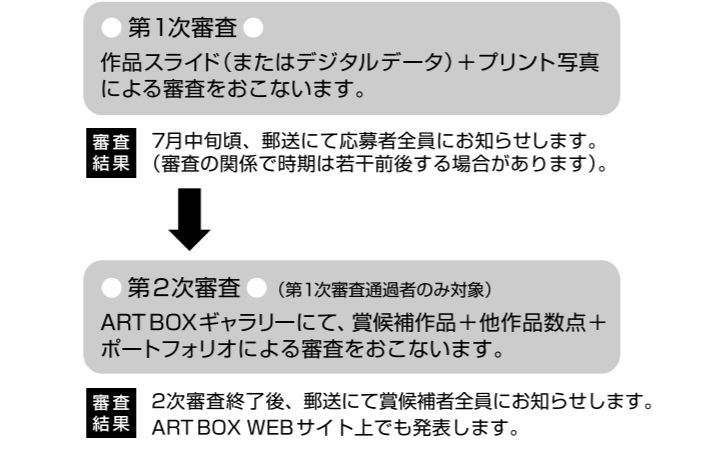 ● 第1次審査 ●
作品スライド（またはデジタルデータ）＋プリント写真
による審査をおこないます。
審査
結果
7月中旬頃、郵送にて応募者全員にお知らせします。
（審査の関係で時期は若干前後する場合があります）。
● 第2次審査 ●（第1次審査通過者のみ対象）
ART BOXギャラリーにて、賞候補作品＋他作品数点＋
ポートフォリオによる審査をおこないます。
審査
結果
2次審査終了後、郵送にて賞候補者全員にお知らせします。
ART BOX WEBサイト上でも発表します。